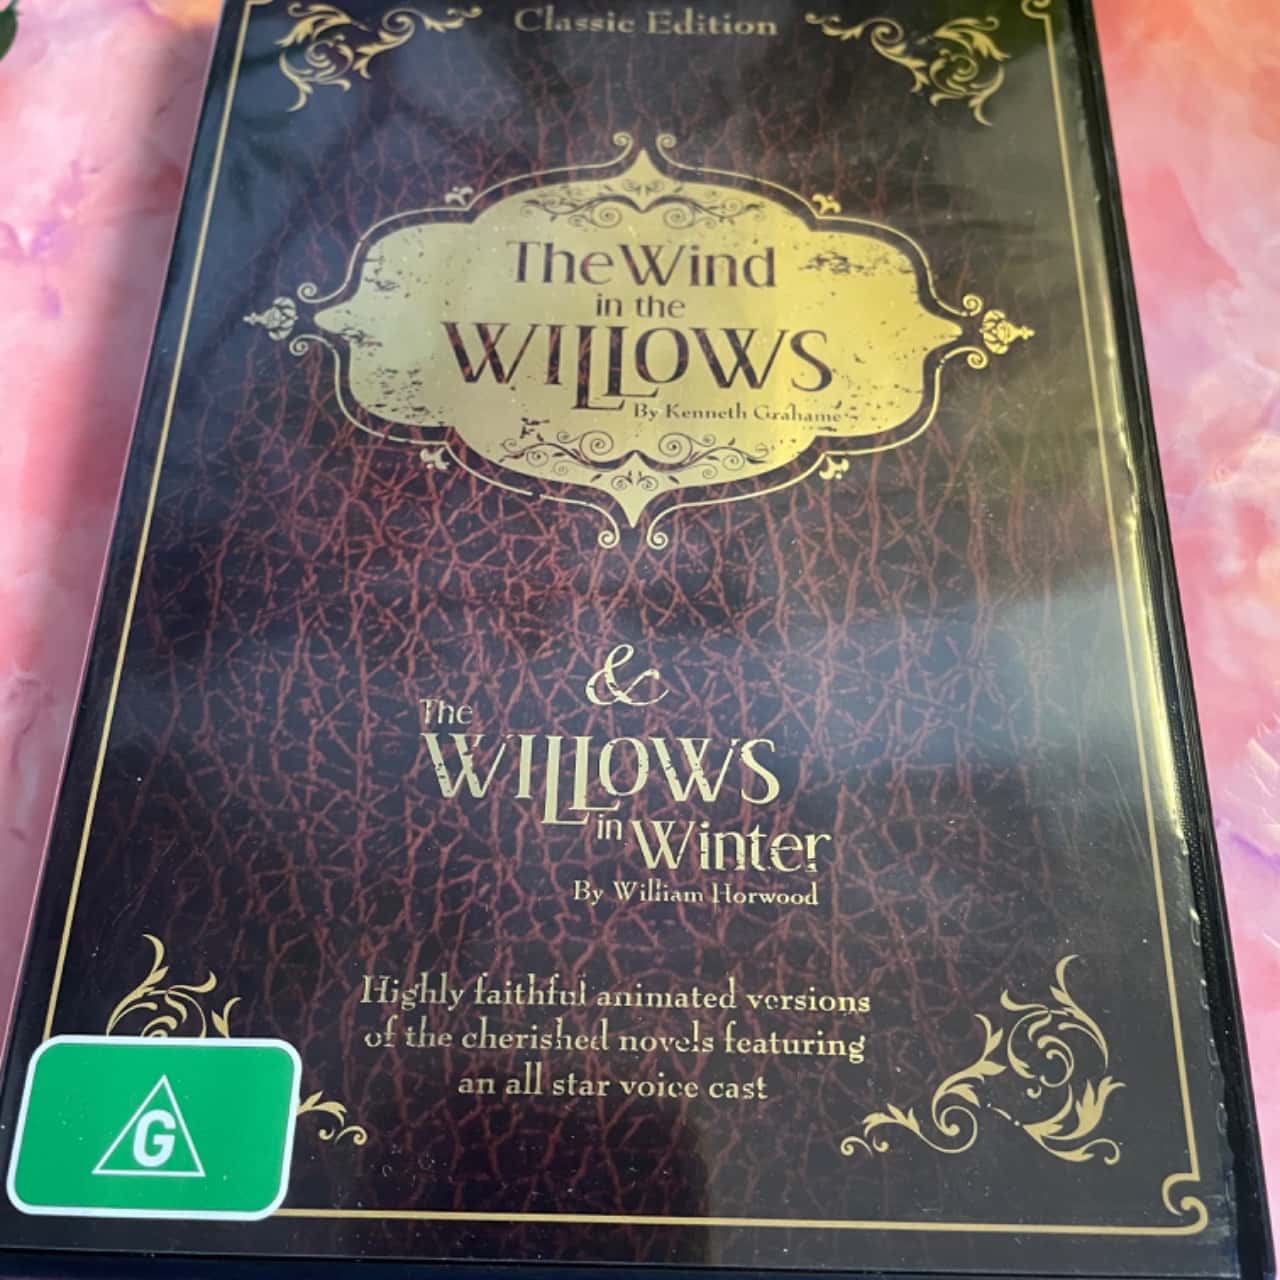 Classic Edition
The Wind
in the
WILLOWS
By Kenneth Grahame
&
The
WILLOWS
in Winter
By William Horwood
Highly faithful animated versions
of the cherished novels featuring
an all star voice cast
G